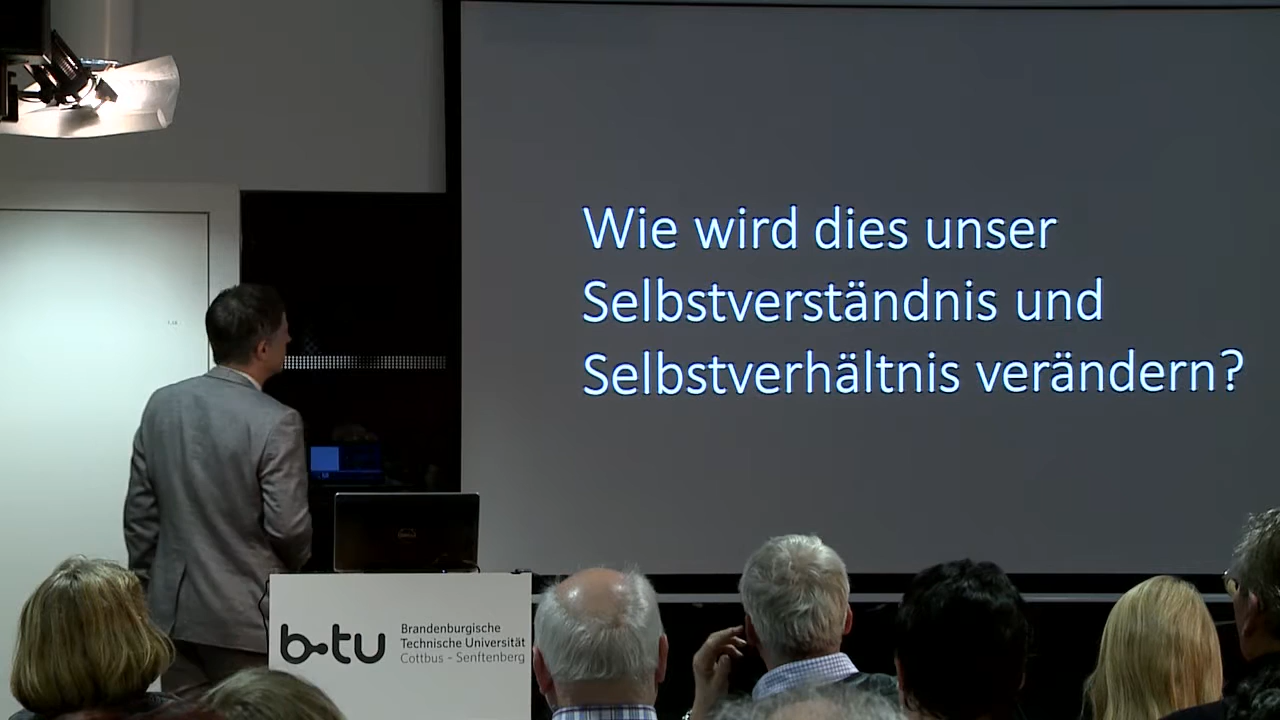 Wie wird dies unser
Selbstverständnis und
Selbstverhältnis verändern?
b-tu
Brandenburgische
Technische Universität
Cottbus - Senftenberg